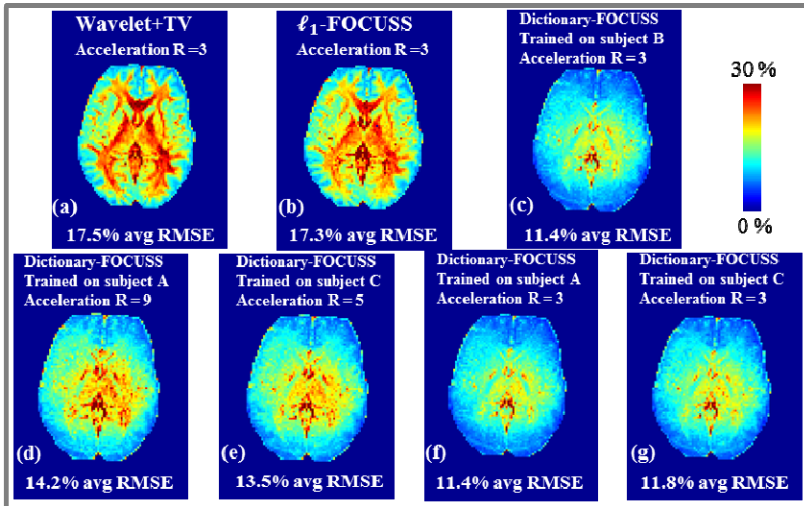 Wavelet+TV
Acceleration R=3
(a)
17.5% avg RMSE
ℓ1-FOCUSS
Acceleration R=3
(b)
17.3% avg RMSE
Dictionary-FOCUSS
Trained on subject B
Acceleration R=3
(c)
11.4% avg RMSE
30 %
0 %
Dictionary-FOCUSS
Trained on subject A
Acceleration R=9
(d)
14.2% avg RMSE
Dictionary-FOCUSS
Trained on subject C
Acceleration R=5
(e)
13.5% avg RMSE
Dictionary-FOCUSS
Trained on subject A
Acceleration R=3
(f)
11.4% avg RMSE
Dictionary-FOCUSS
Trained on subject C
Acceleration R=3
(g)
11.8% avg RMSE